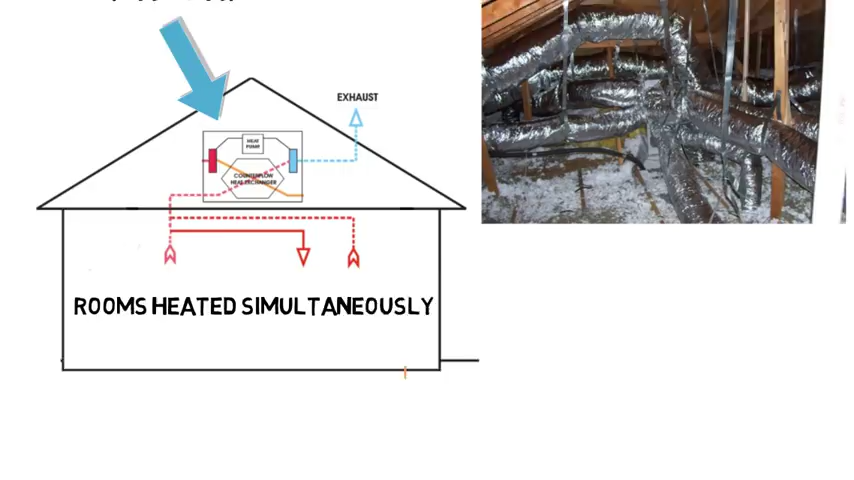 EXHAUST
HEAT
PUMP
COUNTERFLOW
HEAT EXCHANGER
ROOMS HEATED SIMULTANEOUSLY